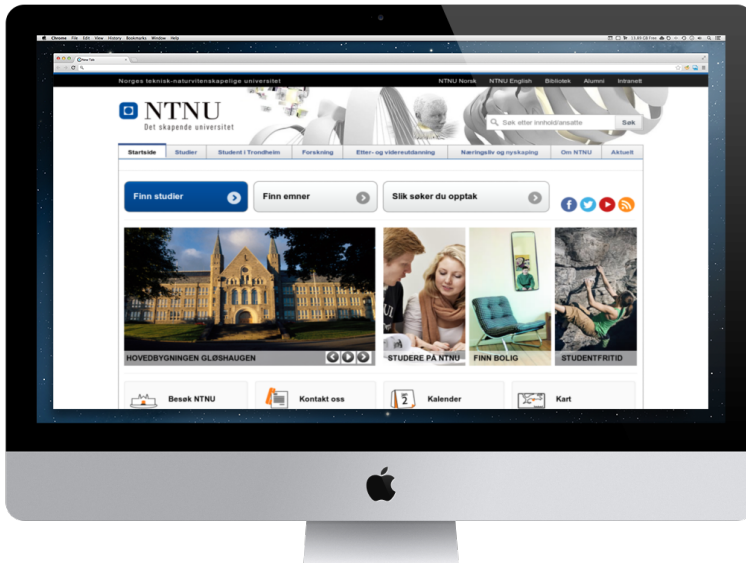 Chrome File Edit View History Bookmarks Window Help
New Tab
Norges teknisk-naturvitenskapelige universitet NTNU Norsk NTNU English Bibliotek Alumni Intranett
NTNU
Det skapende universitet
Søk etter innhold/ansatte Søk
Startside Studier Student i Trondheim Forskning Etter- og videreutdanning Næringsliv og nyskaping Om NTNU Aktuelt
Finn studier Finn emner Slik søker du opptak
HOVEDBYGNINGEN GLØSHAUGEN STUDERE PÅ NTNU FINN BOLIG STUDENTFRITID
Besøk NTNU Kontakt oss Kalender Kart
2